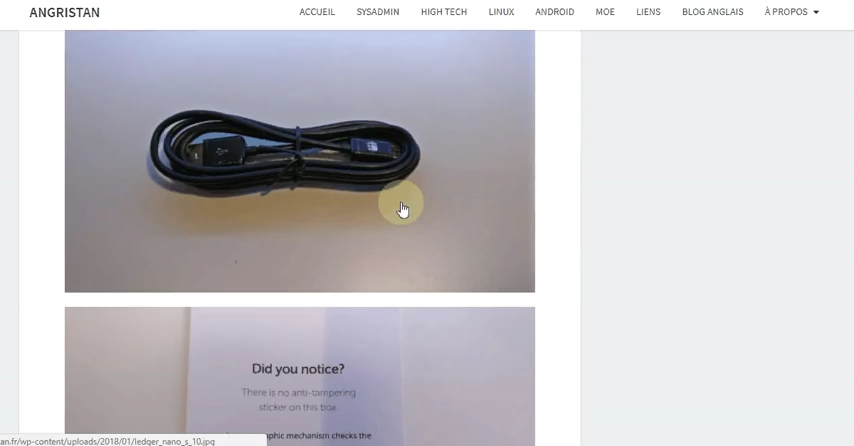 ANGRISTAN
ACCUEIL SYSADMIN HIGH TECH LINUX ANDROID MOE LIENS BLOG ANGLAIS À PROPOS
Did you notice?
There is no anti-tampering
sticker on this box.
graphic mechanism checks the
an.fr/wp-content/uploads/2018/01/ledger_nano_s_10.jpg